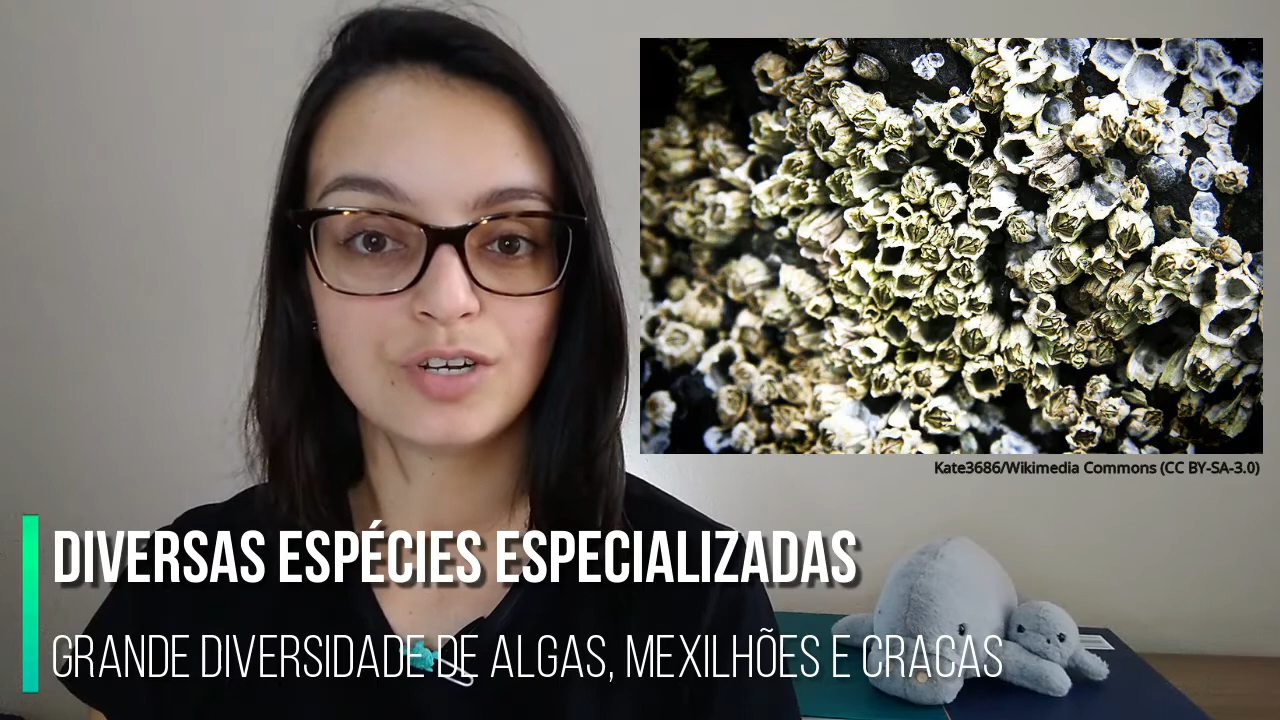 Kate3686/Wikimedia Commons (CC BY-SA-3.0)
DIVERSAS ESPÉCIES ESPECIALIZADAS
GRANDE DIVERSIDADE DE ALGAS, MEXILHÕES E CRACAS